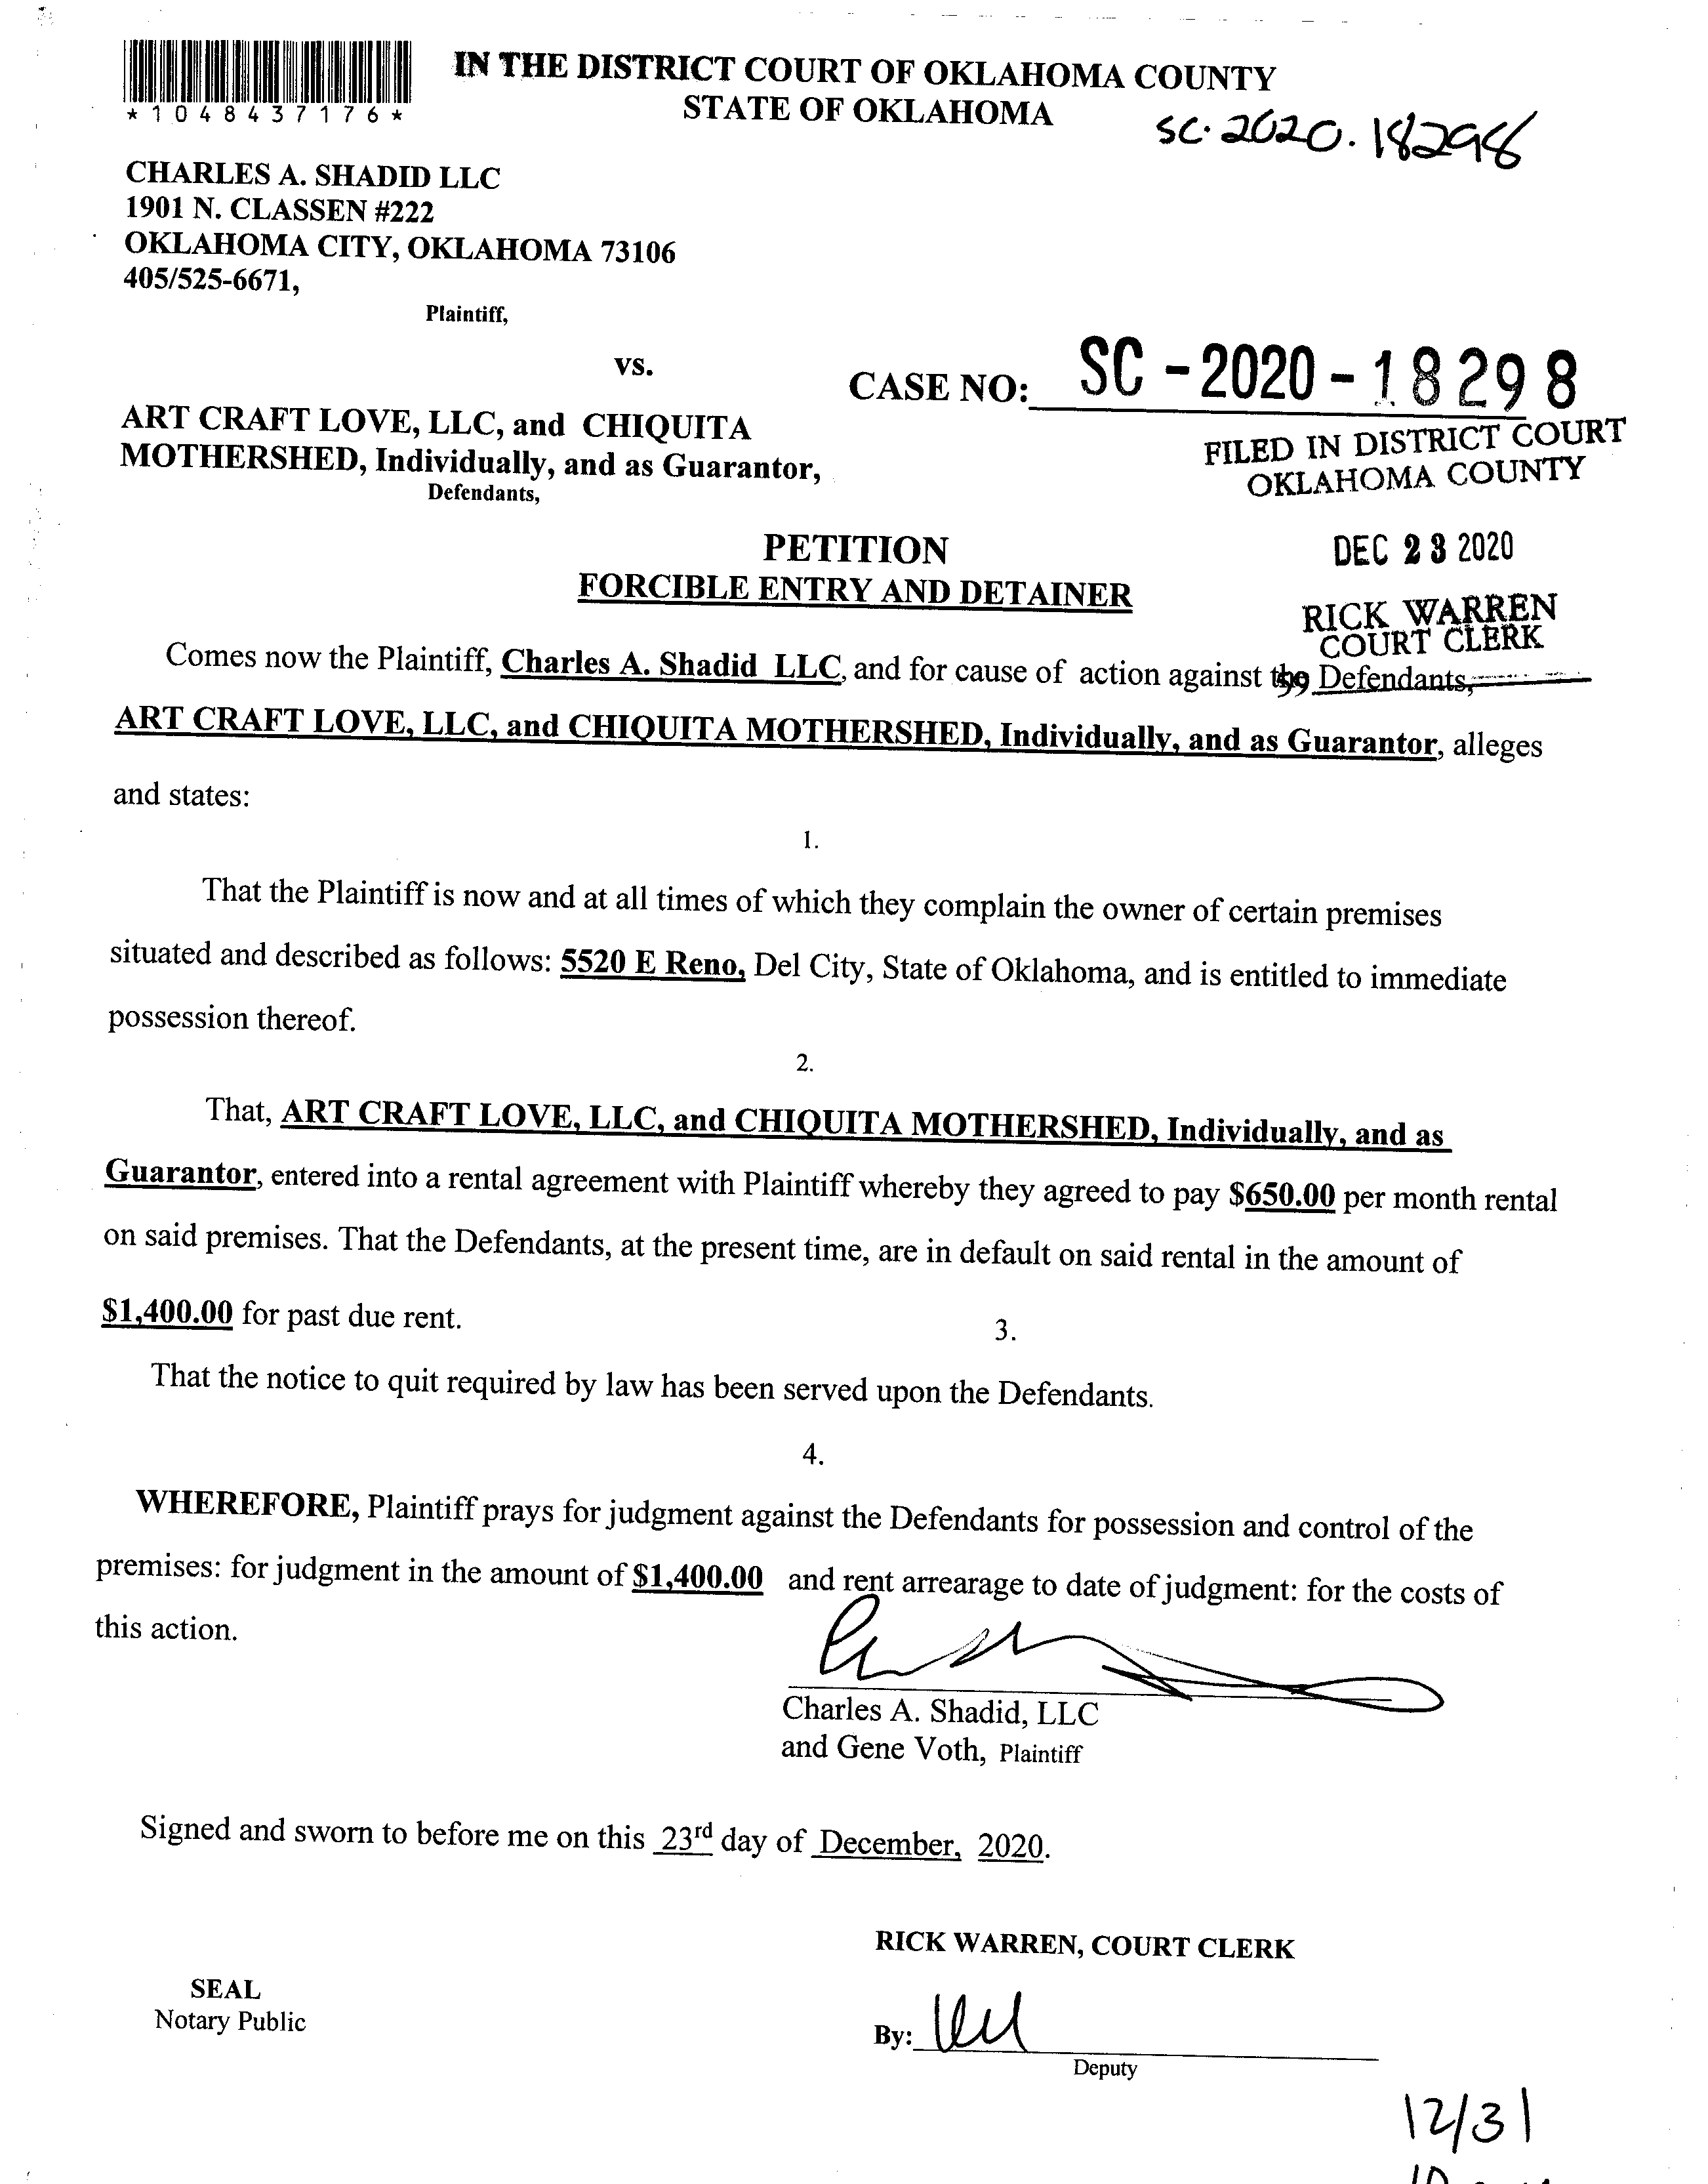 IN THE DISTRICT COURT OF OKLAHOMA COUNTY
*1048437176*
STATE OF OKLAHOMA
SC-2020-18298
CHARLES A. SHADID LLC
1901 N. CLASSEN #222
OKLAHOMA CITY, OKLAHOMA 73106
405/525-6671,
Plaintiff,
vs.
CASE NO: SC-2020-18298
ART CRAFT LOVE, LLC, and CHIQUITA
MOTHERSHED, Individually, and as Guarantor,
Defendants,
FILED IN DISTRICT COURT
OKLAHOMA COUNTY
PETITION
DEC 23 2020
FORCIBLE ENTRY AND DETAINER
RICK WARREN
COURT CLERK
Comes now the Plaintiff, Charles A. Shadid LLC, and for cause of action against the Defendants,
59
ART CRAFT LOVE, LLC, and CHIQUITA MOTHERSHED, Individually, and as Guarantor, alleges
and states:
1.
That the Plaintiff is now and at all times of which they complain the owner of certain premises
situated and described as follows: 5520 E Reno, Del City, State of Oklahoma, and is entitled to immediate
possession thereof.
2.
That, ART CRAFT LOVE, LLC, and CHIQUITA MOTHERSHED, Individually, and as
Guarantor, entered into a rental agreement with Plaintiff whereby they agreed to pay $650.00 per month rental
on said premises. That the Defendants, at the present time, are in default on said rental in the amount of
$1,400.00 for past due rent.
3.
That the notice to quit required by law has been served upon the Defendants.
4.
WHEREFORE, Plaintiff prays for judgment against the Defendants for possession and control of the
premises: for judgment in the amount of $1,400.00 and rent arrearage to date of judgment: for the costs of
this action.
Charles A. Shadid, LLC
and Gene Voth, Plaintiff
Signed and sworn to before me on this 23rd day of December, 2020.
RICK WARREN, COURT CLERK
SEAL
Notary Public
By:
Deputy
12/31